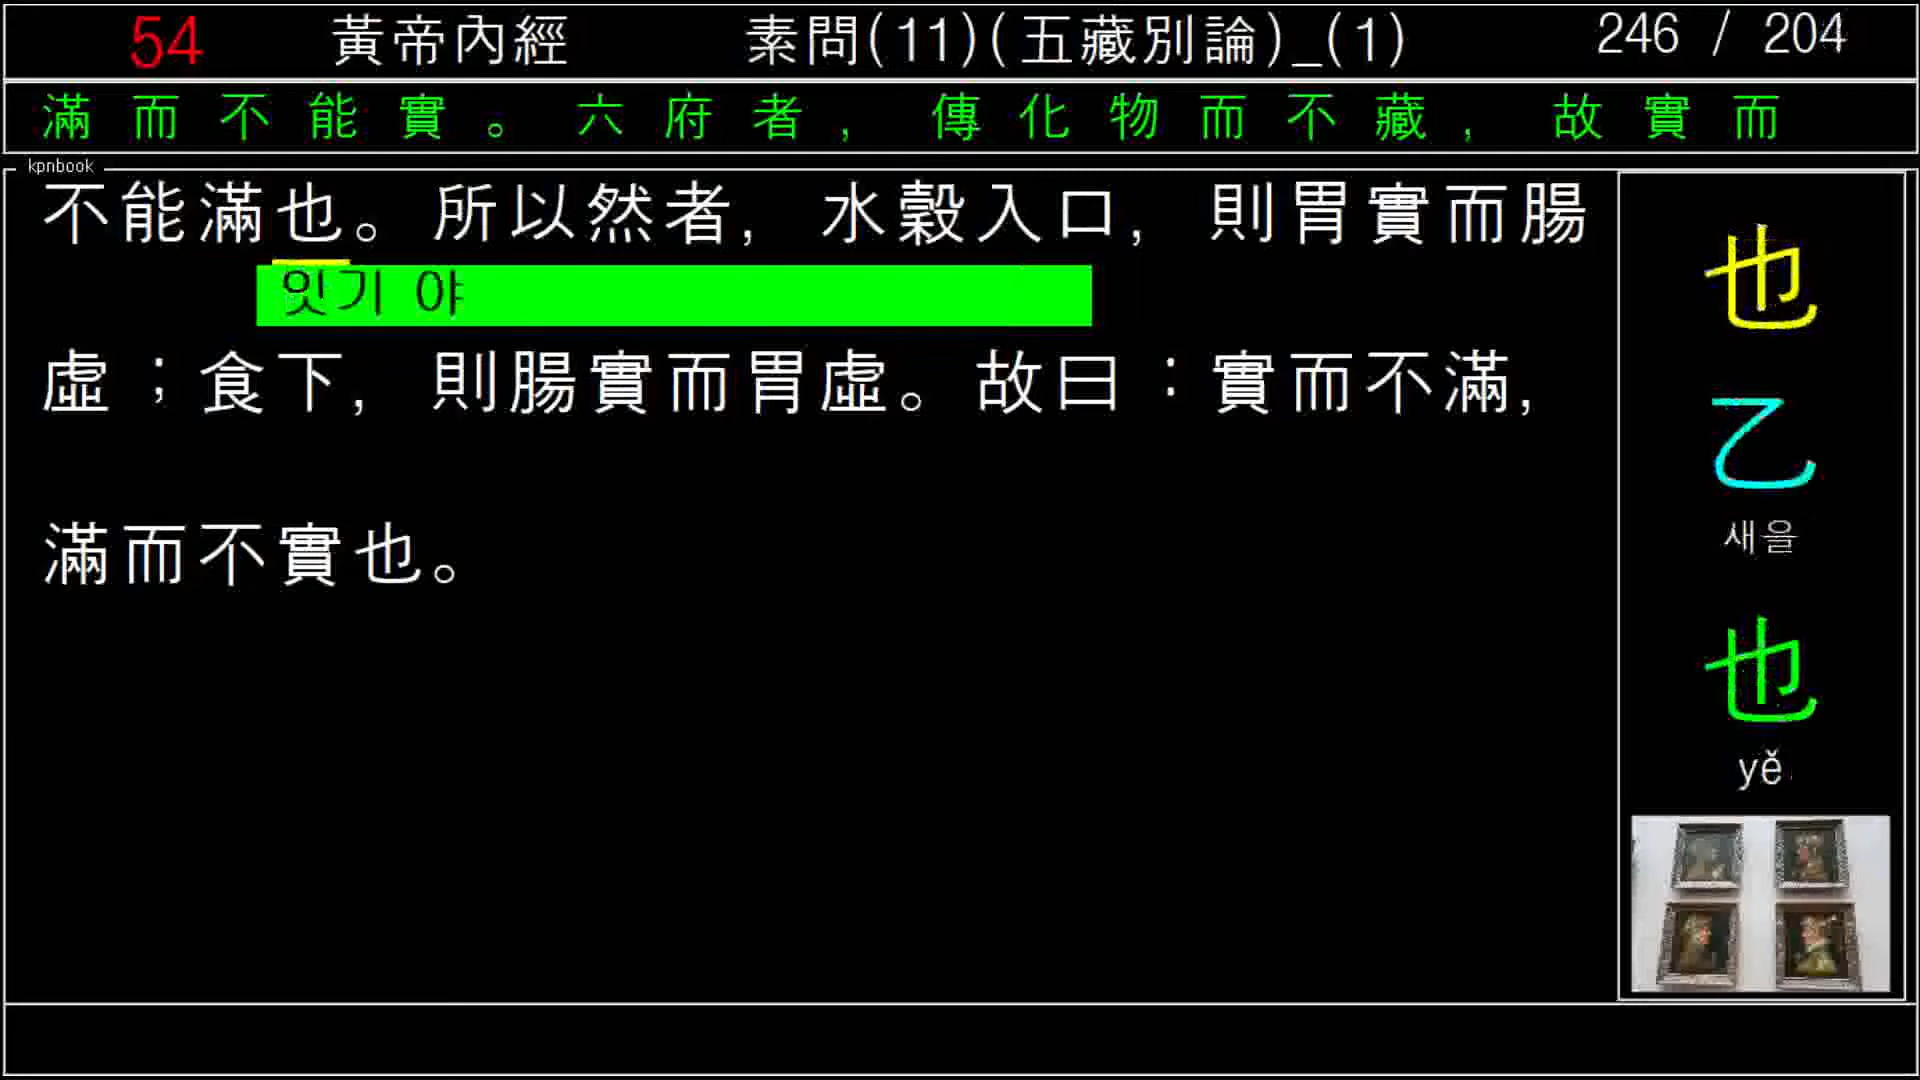 54 黃帝內經 素問(11)(五藏別論)_(1) 246 / 204
滿而不能實。六府者,傳化物而不藏,故實而
kpnbook
不能滿也。所以然者,水穀入口,則胃實而腸
잇기 야
虛;食下,則腸實而胃虛。故曰:實而不滿,
滿而不實也。
也
乙
새을
也
yě